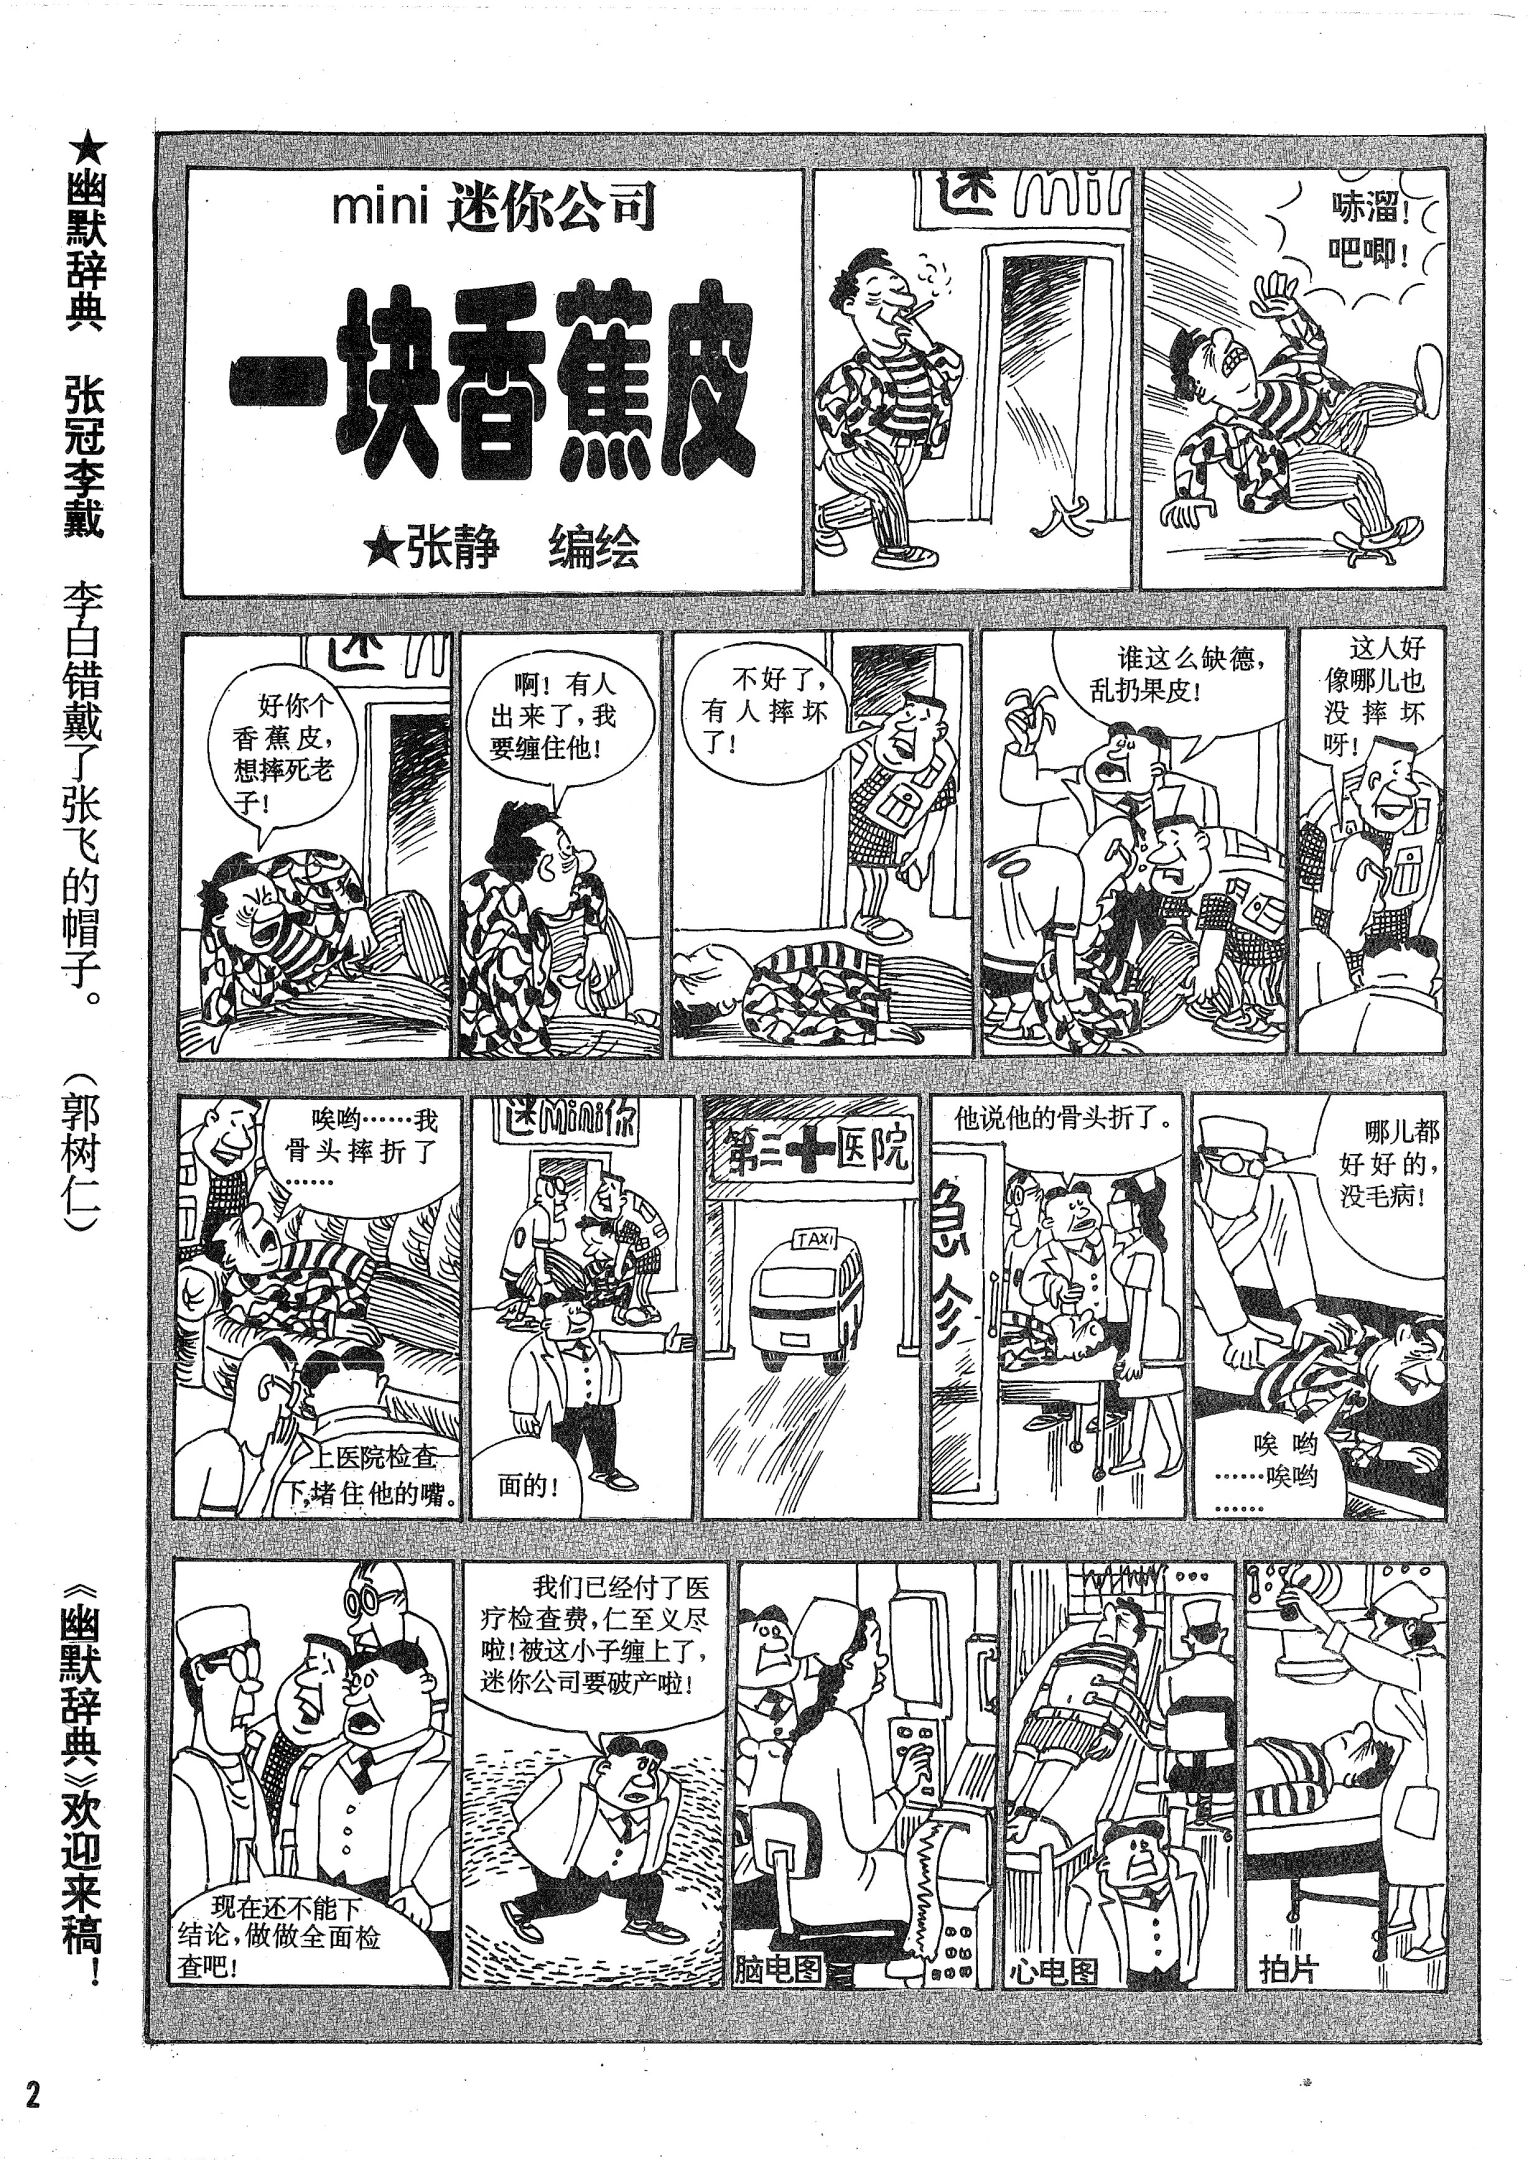 ★幽默辞典 张冠李戴 李白错戴了张飞的帽子。 （郭树仁） 《幽默辞典》欢迎来稿！
mini 迷你公司
一块香蕉皮
★张静 编绘
迷 mini
哧溜！
吧唧！
迷 mini
好你个
香蕉皮，
想摔死老
子！
啊！有人
出来了，我
要缠住他！
不好了，
有人摔坏
了！
谁这么缺德，
乱扔果皮！
这人好
像哪儿也
没摔坏
呀！
唉哟……我
骨头摔折了
……
上医院检查一
下，堵住他的嘴。
迷mini你
面的！
第三医院
TAXI
他说他的骨头折了。
急诊
哪儿都
好好的，
没毛病！
唉哟
……唉哟
……
现在还不能下
结论，做做全面检
查吧！
我们已经付了医
疗检查费，仁至义尽
啦！被这小子缠上了，
迷你公司要破产啦！
脑电图
心电图
拍片
2